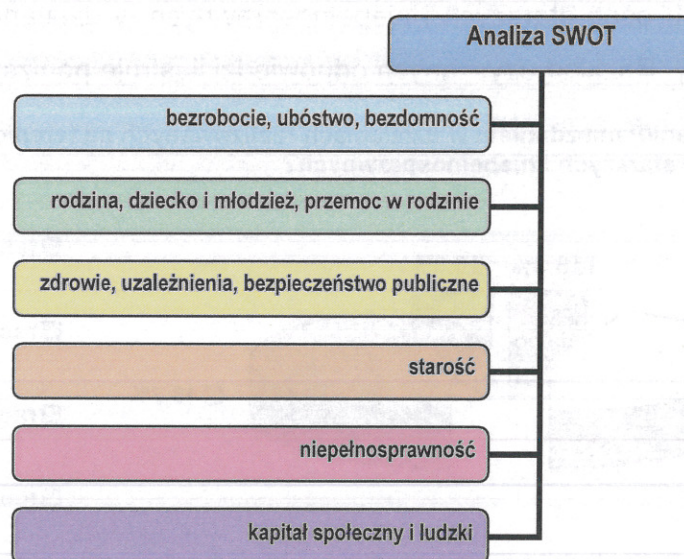 Analiza SWOT
bezrobocie, ubóstwo, bezdomność
rodzina, dziecko i młodzież, przemoc w rodzinie
zdrowie, uzależnienia, bezpieczeństwo publiczne
starość
niepełnosprawność
kapitał społeczny i ludzki